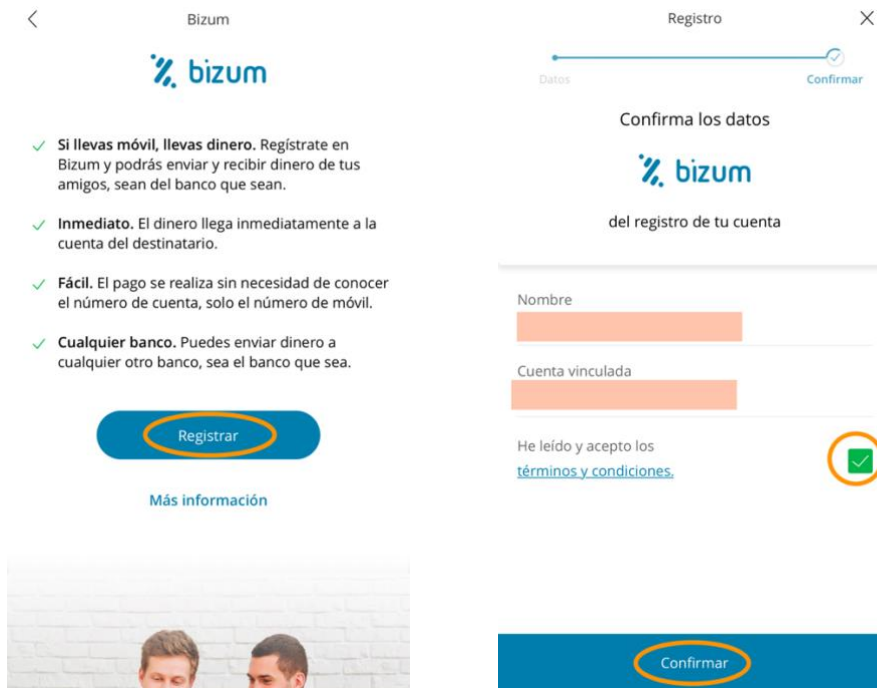 Bizum
bizum
Si llevas móvil, llevas dinero. Regístrate en
Bizum y podrás enviar y recibir dinero de tus
amigos, sean del banco que sean.
Inmediato. El dinero llega inmediatamente a la
cuenta del destinatario.
Fácil. El pago se realiza sin necesidad de conocer
el número de cuenta, solo el número de móvil.
Cualquier banco. Puedes enviar dinero a
cualquier otro banco, sea el banco que sea.
Registrar
Más información
Registro
Datos
Confirmar
Confirma los datos
bizum
del registro de tu cuenta
Nombre
Cuenta vinculada
He leído y acepto los
términos y condiciones.
Confirmar